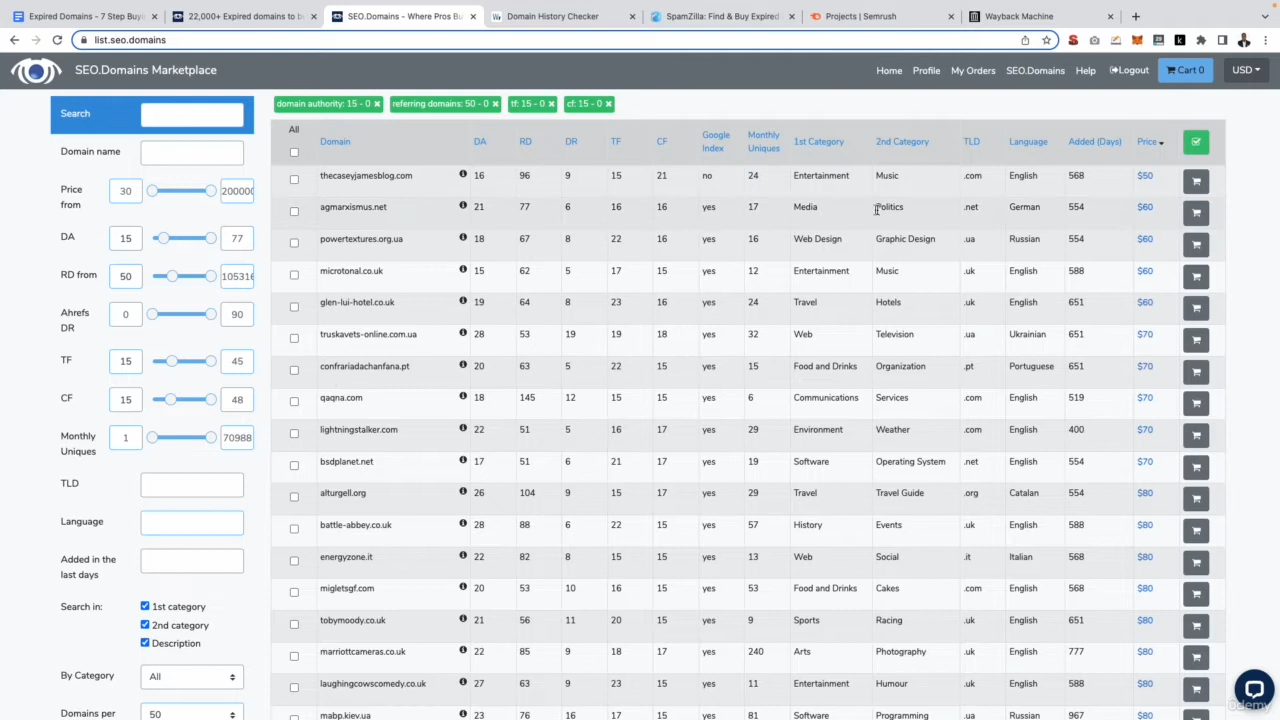 Expired Domains - 7 Step Buyi
22,000+ Expired domains to b
SEO.Domains - Where Pros Bu
Domain History Checker
SpamZilla: Find & Buy Expired
Projects | Semrush
Wayback Machine
list.seo.domains
SEO.Domains Marketplace
Home
Profile
My Orders
SEO.Domains
Help
Logout
Cart 0
USD
Search
Domain name
Price from 30 200000
DA 15 77
RD from 50 105316
Ahrefs DR 0 90
TF 15 45
CF 15 48
Monthly Uniques 1 70988
TLD
Language
Added in the last days
Search in: 1st category
2nd category
Description
By Category All
Domains per 50
domain authority: 15 - 0 × referring domains: 50 - 0 × tf: 15 - 0 × cf: 15 - 0 ×
All Domain DA RD DR TF CF Google Index Monthly Uniques 1st Category 2nd Category TLD Language Added (Days) Price
thecaseyjamesblog.com 16 96 9 15 21 no 24 Entertainment Music .com English 568 $50
agmarxismus.net 21 77 6 16 16 yes 17 Media Politics .net German 554 $60
powertextures.org.ua 18 67 8 22 16 yes 16 Web Design Graphic Design .ua Russian 554 $60
microtonal.co.uk 15 62 5 17 15 yes 12 Entertainment Music .uk English 588 $60
glen-lui-hotel.co.uk 19 64 8 23 16 yes 24 Travel Hotels .uk English 651 $60
truskavets-online.com.ua 28 53 19 19 18 yes 32 Web Television .ua Ukrainian 651 $70
confrariadachanfana.pt 20 63 5 22 15 yes 15 Food and Drinks Organization .pt Portuguese 651 $70
qaqna.com 18 145 12 15 15 yes 6 Communications Services .com English 519 $70
lightningstalker.com 22 51 5 16 17 yes 29 Environment Weather .com English 400 $70
bsdplanet.net 17 51 6 21 17 yes 19 Software Operating System .net English 554 $70
alturgell.org 26 104 9 15 17 yes 29 Travel Travel Guide .org Catalan 554 $80
battle-abbey.co.uk 28 88 6 22 15 yes 57 History Events .uk English 588 $80
energyzone.it 22 82 8 15 15 yes 13 Web Social .it Italian 568 $80
migletsgf.com 20 53 10 16 15 yes 53 Food and Drinks Cakes .com English 568 $80
tobymoody.co.uk 21 56 11 20 15 yes 9 Sports Racing .uk English 651 $80
marriottcameras.co.uk 22 85 9 18 17 yes 240 Arts Photography .uk English 777 $80
laughingcowscomedy.co.uk 27 63 9 23 15 yes 11 Entertainment Humour .uk English 588 $80
mabp.kiev.ua 23 76 16 17 15 yes 81 Software Programming .ua Russian 967 $80
Udemy